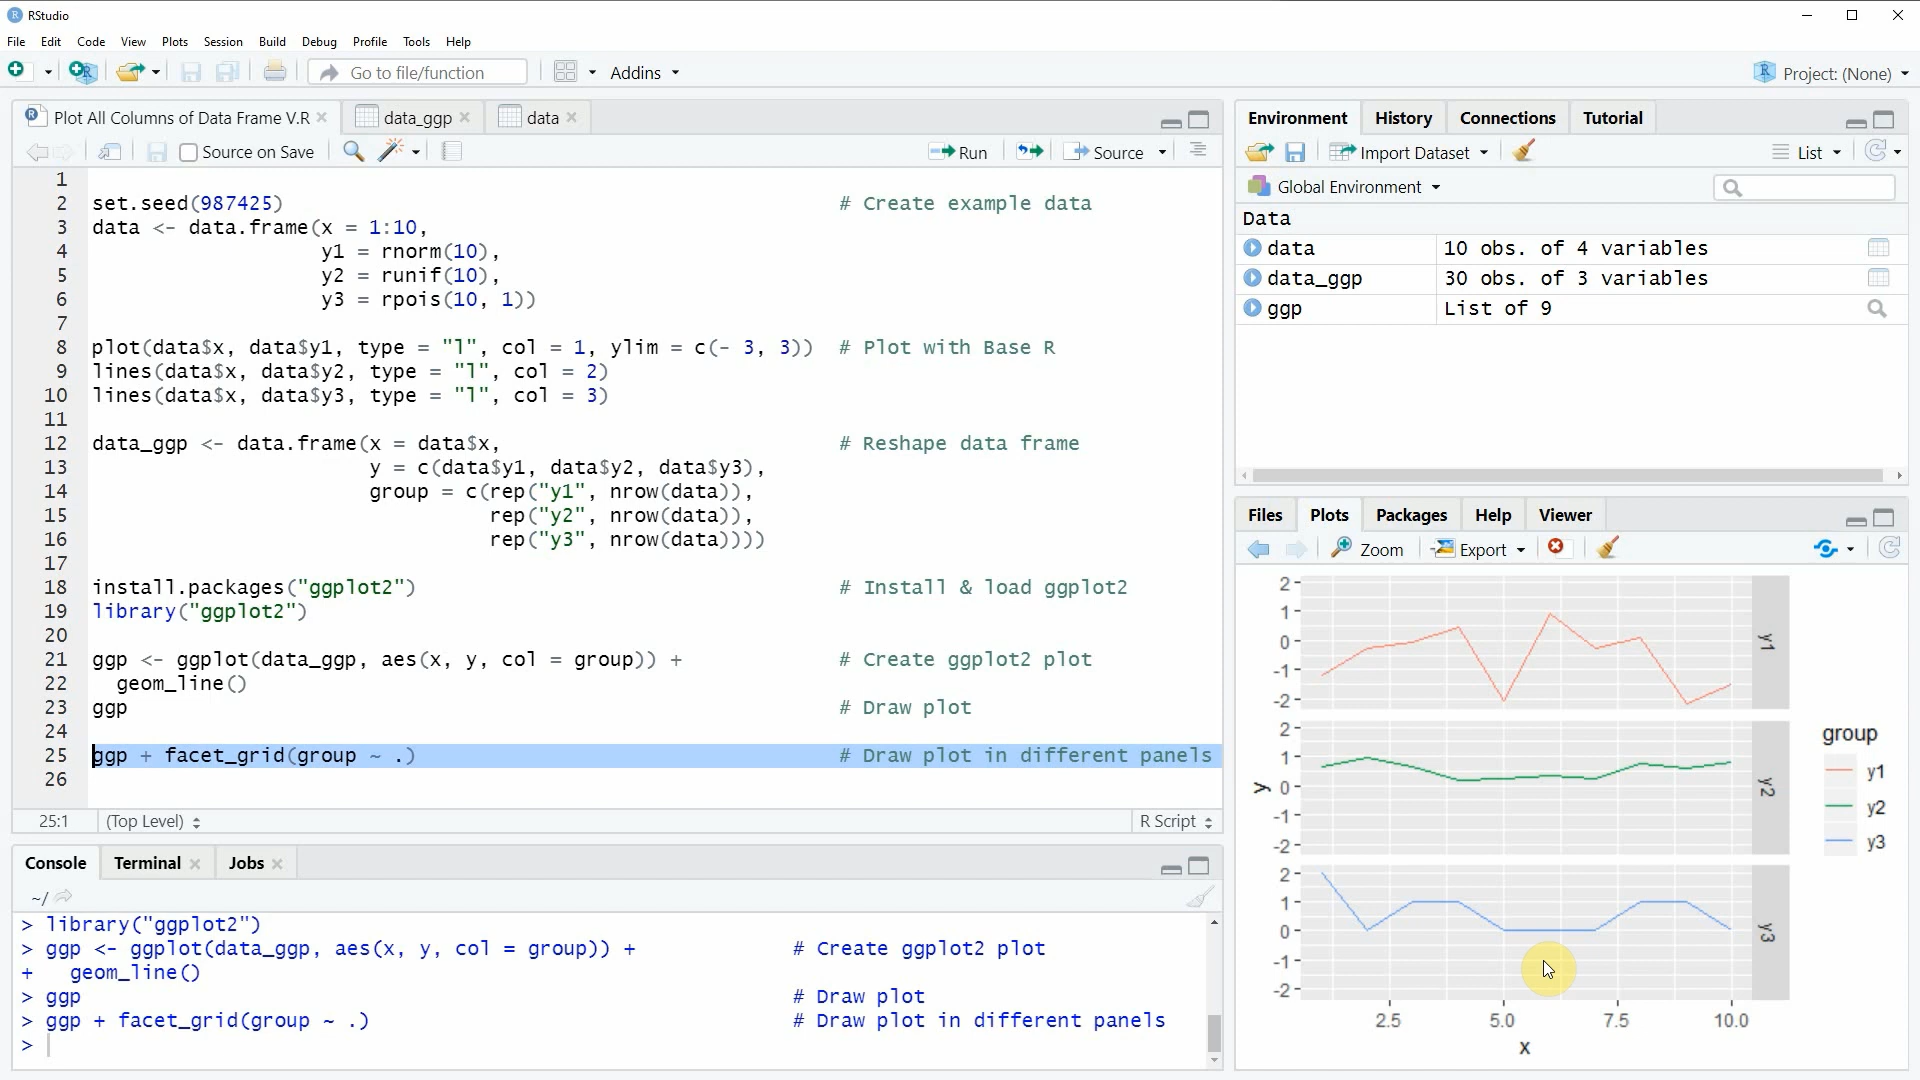 RStudio
File Edit Code View Plots Session Build Debug Profile Tools Help
Go to file/function
Addins
Project: (None)
Plot All Columns of Data Frame V.R
data_ggp
data
Source on Save
Run
Source
1
2 set.seed(987425) # Create example data
3 data <- data.frame(x = 1:10,
4 y1 = rnorm(10),
5 y2 = runif(10),
6 y3 = rpois(10, 1))
7
8 plot(data$x, data$y1, type = "l", col = 1, ylim = c(- 3, 3)) # Plot with Base R
9 lines(data$x, data$y2, type = "l", col = 2)
10 lines(data$x, data$y3, type = "l", col = 3)
11
12 data_ggp <- data.frame(x = data$x, # Reshape data frame
13 y = c(data$y1, data$y2, data$y3),
14 group = c(rep("y1", nrow(data)),
15 rep("y2", nrow(data)),
16 rep("y3", nrow(data))))
17
18 install.packages("ggplot2") # Install & load ggplot2
19 library("ggplot2")
20
21 ggp <- ggplot(data_ggp, aes(x, y, col = group)) + # Create ggplot2 plot
22 geom_line()
23 ggp # Draw plot
24
25 ggp + facet_grid(group ~ .) # Draw plot in different panels
26
25:1 (Top Level) R Script
Console Terminal Jobs
~/
> library("ggplot2")
> ggp <- ggplot(data_ggp, aes(x, y, col = group)) + # Create ggplot2 plot
+ geom_line()
> ggp # Draw plot
> ggp + facet_grid(group ~ .) # Draw plot in different panels
>
Environment History Connections Tutorial
Import Dataset
List
Global Environment
Data
data 10 obs. of 4 variables
data_ggp 30 obs. of 3 variables
ggp List of 9
Files Plots Packages Help Viewer
Zoom Export
2
1
0
-1
-2
y1
2
1
0
-1
-2
y2
2
1
0
-1
-2
y3
y
2.5 5.0 7.5 10.0
x
group
y1
y2
y3